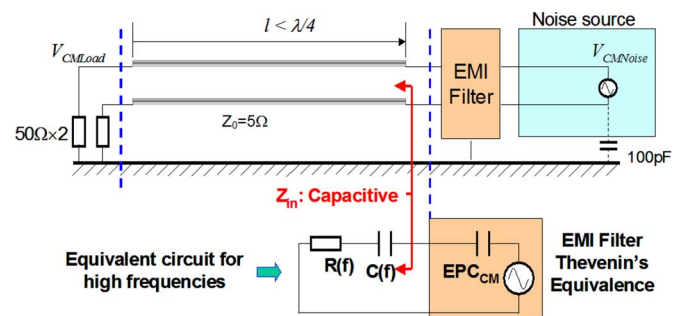 Noise source
l < λ/4
V_CMLoad
V_CMNoise
EMI
Filter
50Ω×2
Z₀=5Ω
100pF
Z_in: Capacitive
Equivalent circuit for
high frequencies
R(f)
C(f)
EPC_CM
EMI Filter
Thevenin's
Equivalence